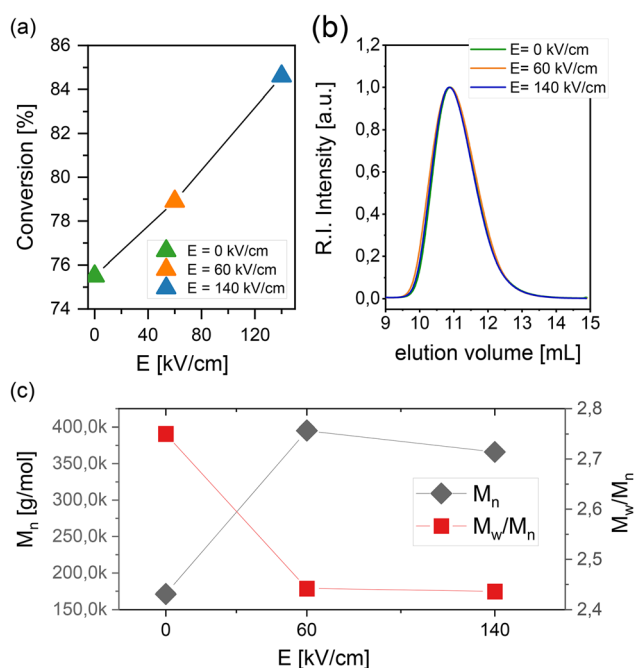 (a)
86
84
82
80
78
76
74
Conversion [%]
E = 0 kV/cm
E = 60 kV/cm
E = 140 kV/cm
0
40
80
120
E [kV/cm]
(b)
1,2
1,0
0,8
0,6
0,4
0,2
0,0
R.I. Intensity [a.u.]
E= 0 kV/cm
E= 60 kV/cm
E= 140 kV/cm
9
10
11
12
13
14
15
elution volume [mL]
(c)
400,0k
350,0k
300,0k
250,0k
200,0k
150,0k
Mn [g/mol]
Mn
Mw/Mn
2,8
2,7
2,6
2,5
2,4
Mw/Mn
0
60
140
E [kV/cm]